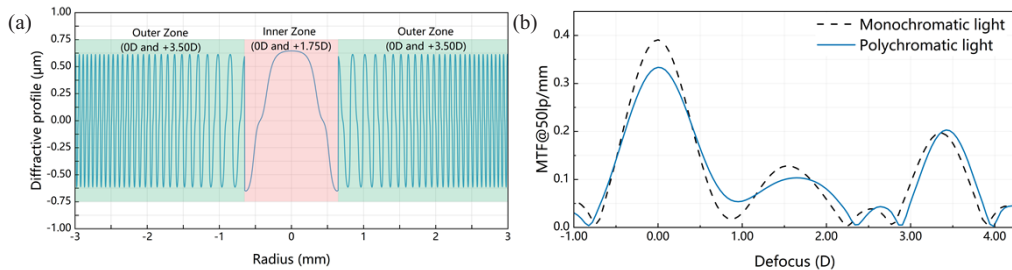 (a)
Outer Zone
(0D and +3.50D)
Inner Zone
(0D and +1.75D)
Outer Zone
(0D and +3.50D)
1.00
0.75
0.50
0.25
0.00
-0.25
-0.50
-0.75
-1.00
Diffractive profile (μm)
-3
-2
-1
0
1
2
3
Radius (mm)
(b)
Monochromatic light
Polychromatic light
0.4
0.3
0.2
0.1
0.0
MTF@50lp/mm
-1.00
0.00
1.00
2.00
3.00
4.00
Defocus (D)